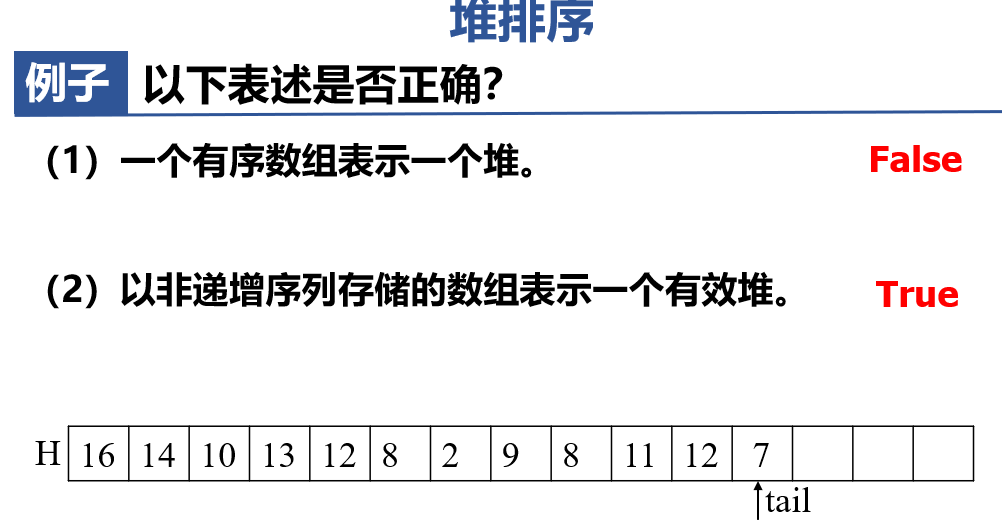 堆排序
例子 以下表述是否正确？
（1）一个有序数组表示一个堆。 False
（2）以非递增序列存储的数组表示一个有效堆。 True
H 16 14 10 13 12 8 2 9 8 11 12 7
tail